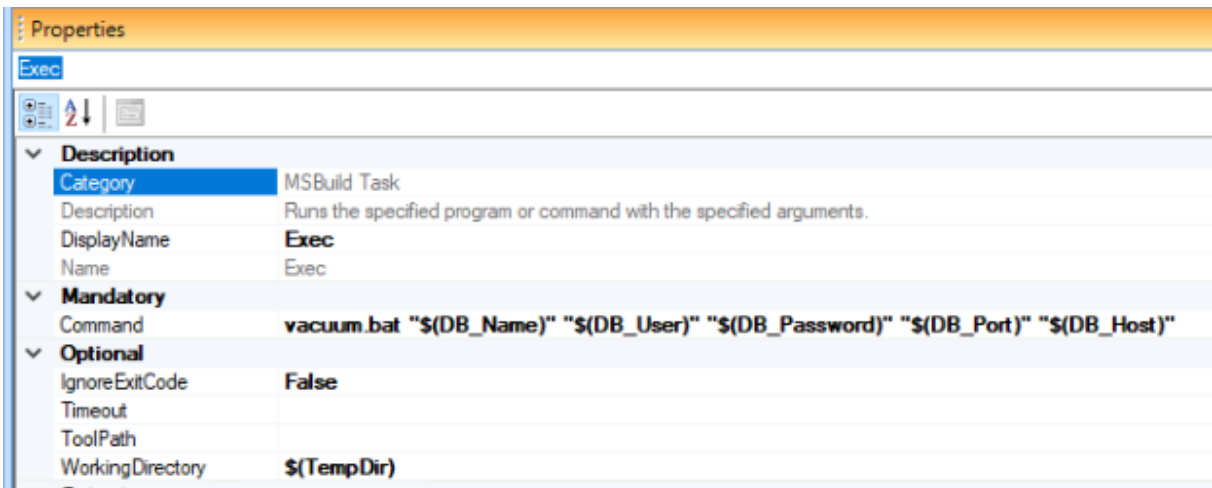 Properties
Exec
Description
Category MSBuild Task
Description Runs the specified program or command with the specified arguments.
DisplayName Exec
Name Exec
Mandatory
Command vacuum.bat "$(DB_Name)" "$(DB_User)" "$(DB_Password)" "$(DB_Port)" "$(DB_Host)"
Optional
IgnoreExitCode False
Timeout
ToolPath
WorkingDirectory $(TempDir)